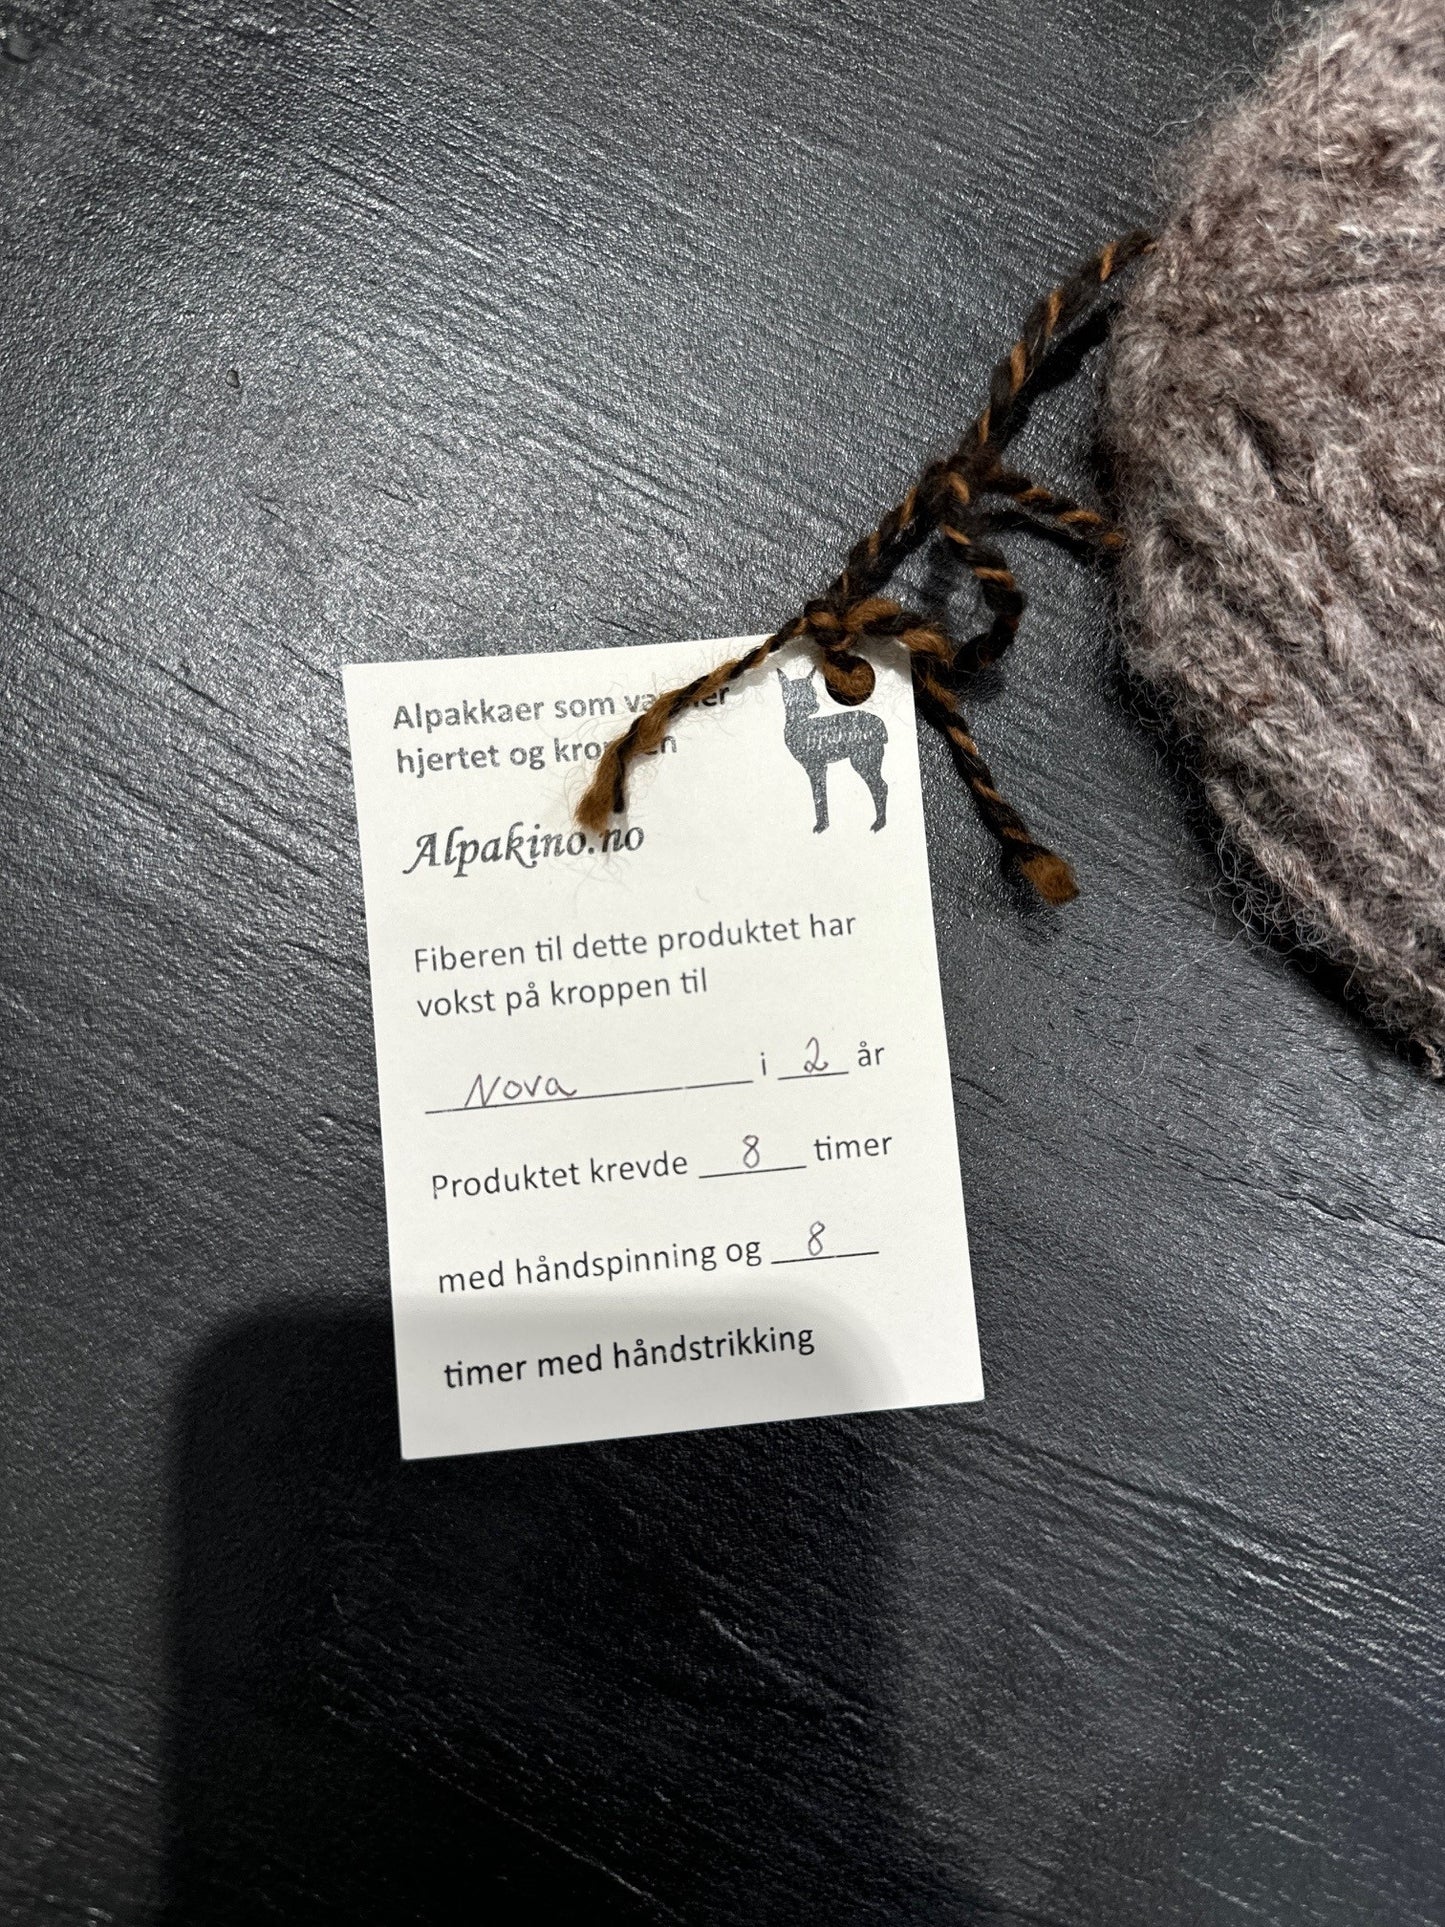 Alpakkaer som
hjertet og
Alpakino.no
Fiberen til dette produktet har
vokst på kroppen til
Nova i 2 år
Produktet krevde 8 timer
med håndspinning og 8
timer med håndstrikking